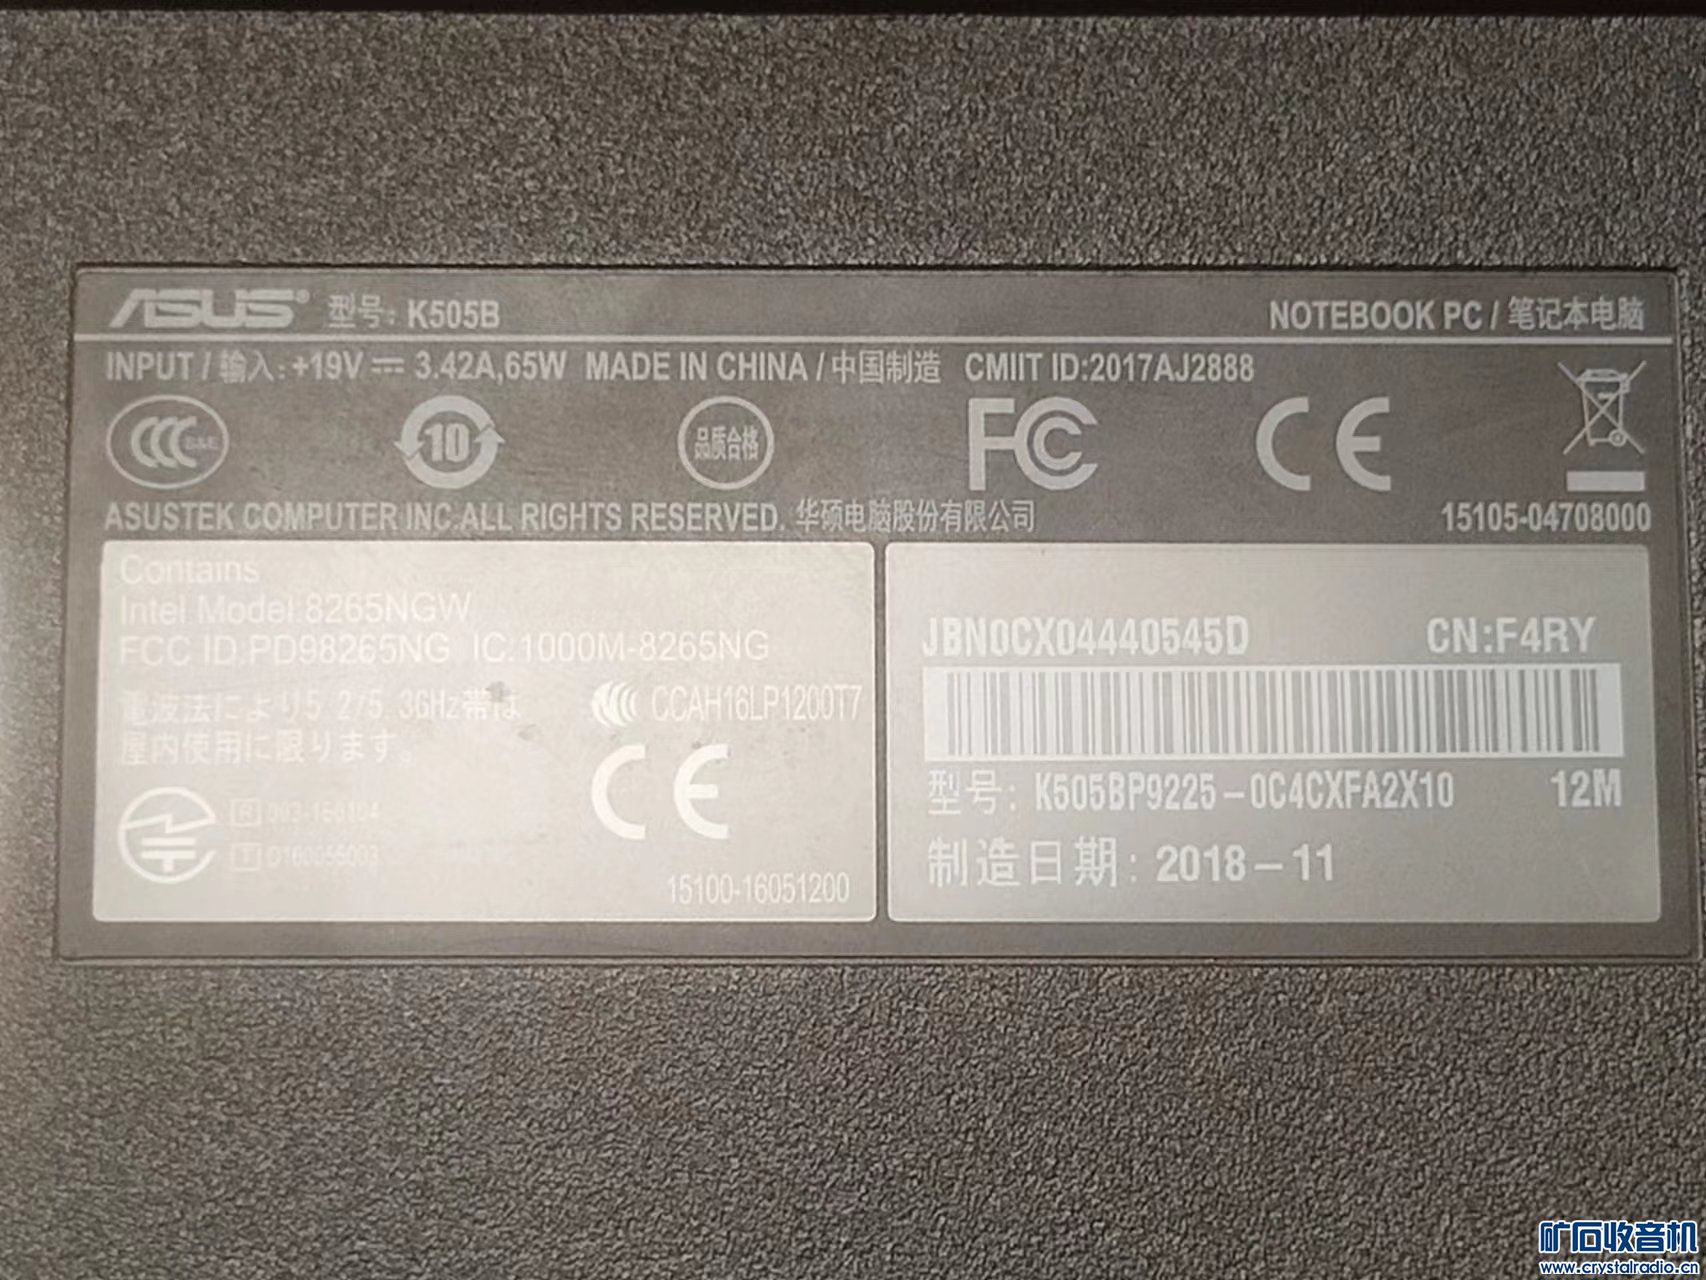 ASUS® 型号: K505B NOTEBOOK PC / 笔记本电脑
INPUT / 输入: +19V ⎓ 3.42A,65W MADE IN CHINA / 中国制造 CMIIT ID:2017AJ2888
10 品质合格 FC CE
ASUSTEK COMPUTER INC.ALL RIGHTS RESERVED. 华硕电脑股份有限公司 15105-04708000
Contains
Intel Model:8265NGW
FCC ID:PD98265NG IC:1000M-8265NG
電波法により5.2/5.3GHz帯は
屋内使用に限ります。
CCAH16LP1200T7
CE
R
T D160056003
15100-16051200
JBN0CX04440545D CN:F4RY
型号: K505BP9225-0C4CXFA2X10 12M
制造日期: 2018-11
矿石收音机
www.crystalradio.cn